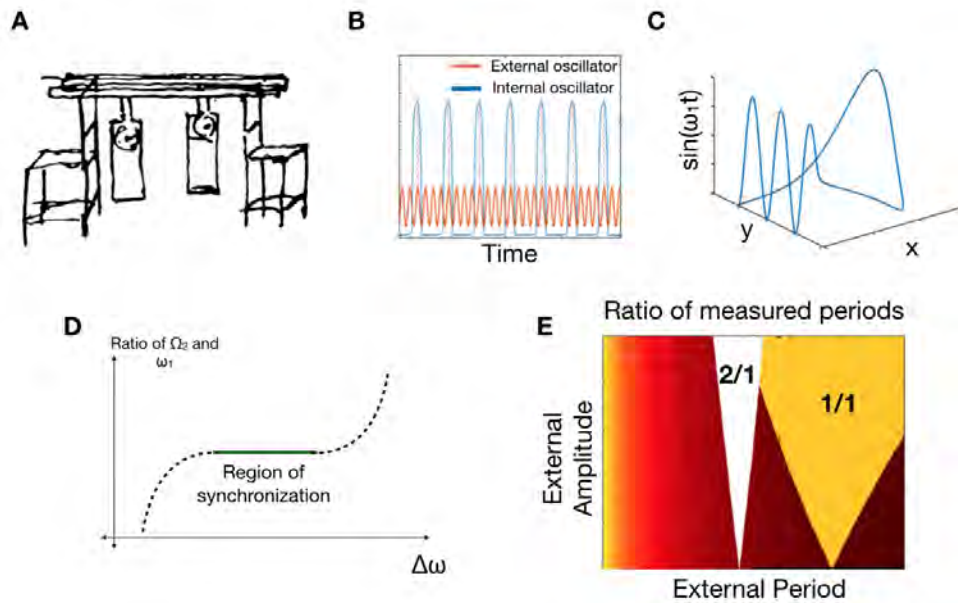 A
B
External oscillator
Internal oscillator
Time
C
sin(ω₁t)
y
x
D
Ratio of Ω₂ and
ω₁
Region of
synchronization
Δω
E
Ratio of measured periods
2/1
1/1
External
Amplitude
External Period